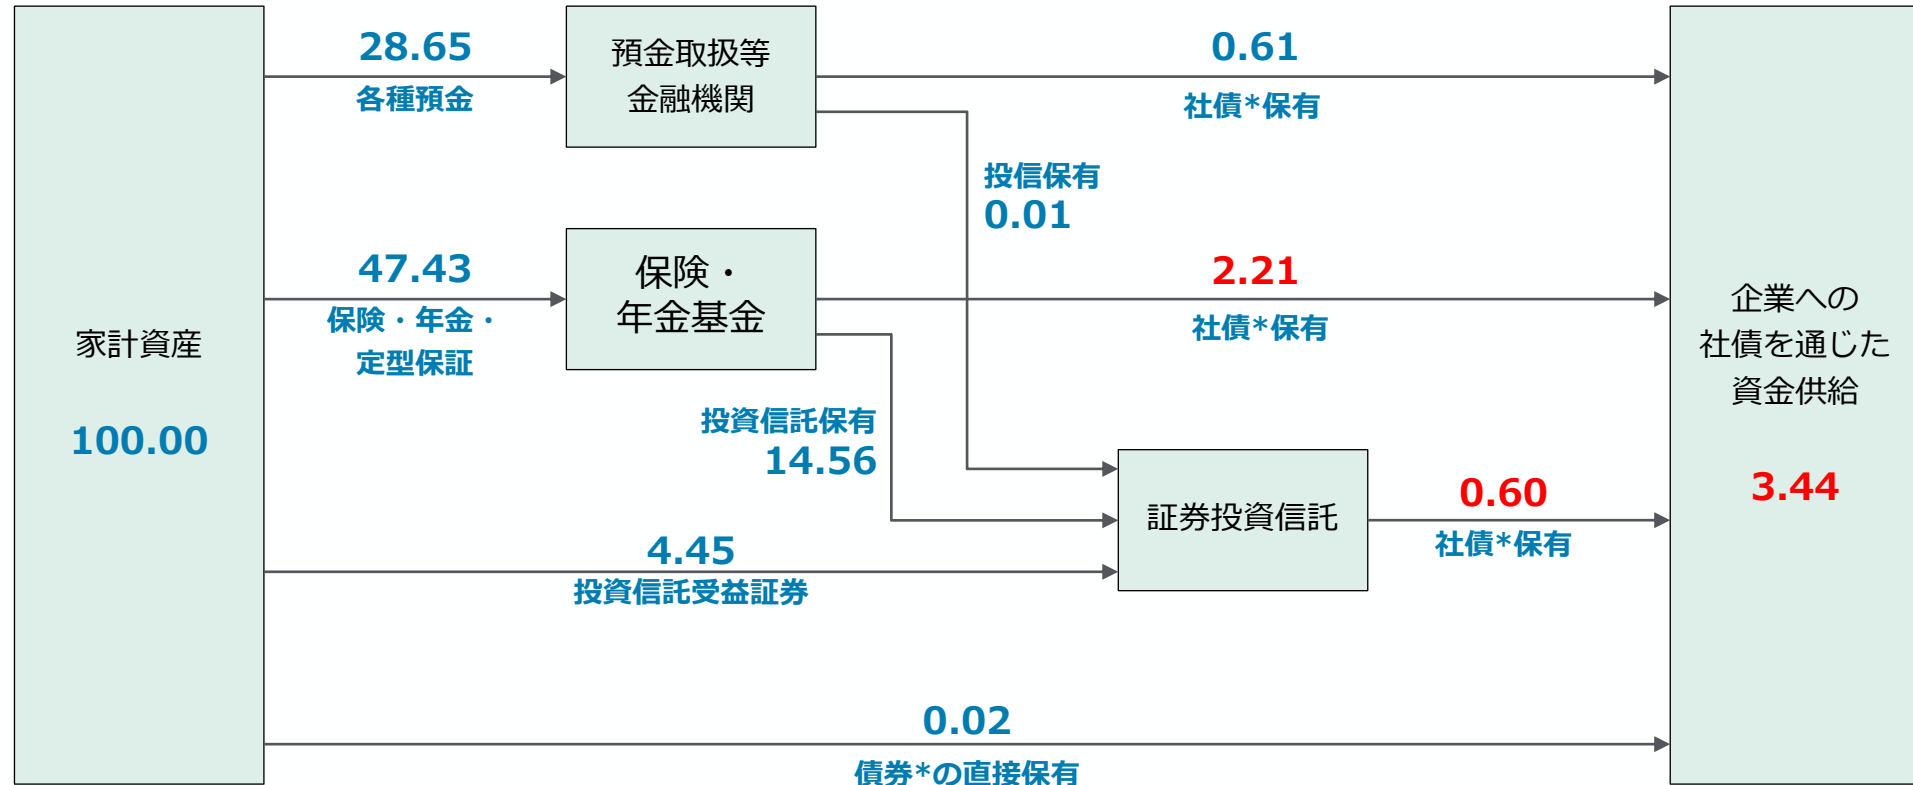 家計資産
100.00
28.65
各種預金
預金取扱等
金融機関
0.61
社債*保有
投信保有
0.01
47.43
保険・年金・
定型保証
保険・
年金基金
2.21
社債*保有
投資信託保有
14.56
4.45
投資信託受益証券
証券投資信託
0.60
社債*保有
0.02
債券*の直接保有
企業への
社債を通じた
資金供給
3.44